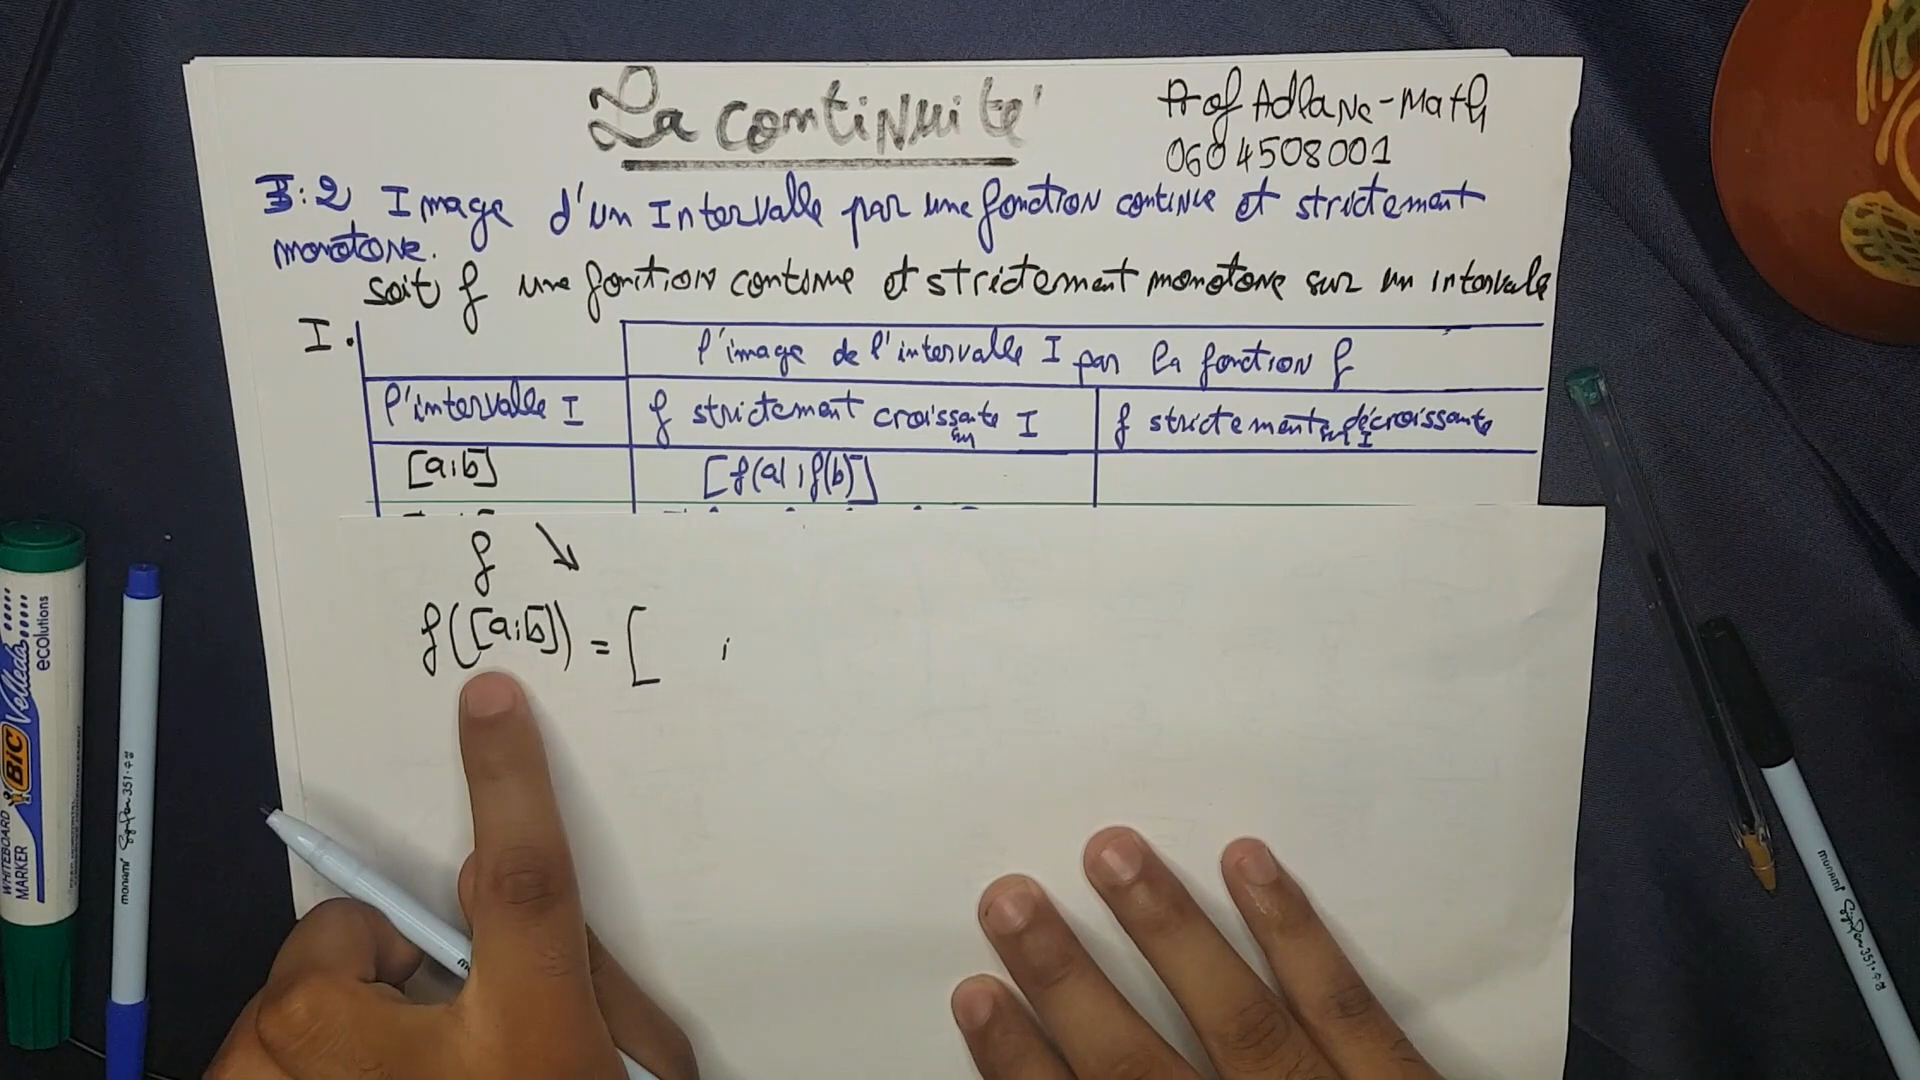 La continuité
Prof Adlane-Math
0604508001
I:2 Image d'un Intervalle par une fonction continue et strictement
monotone.
soit f une fonction continue et strictement monotone sur un intervalle
I.
l'image de l'intervalle I par la fonction f
l'intervalle I
f strictement croissante sur I
f strictement décroissante sur I
[a;b]
[f(a);f(b)]
f ↘
f([a;b]) = [ ;
BIC Velleda
ecolutions
WHITEBOARD
MARKER
monami Sign Pen 351
monami